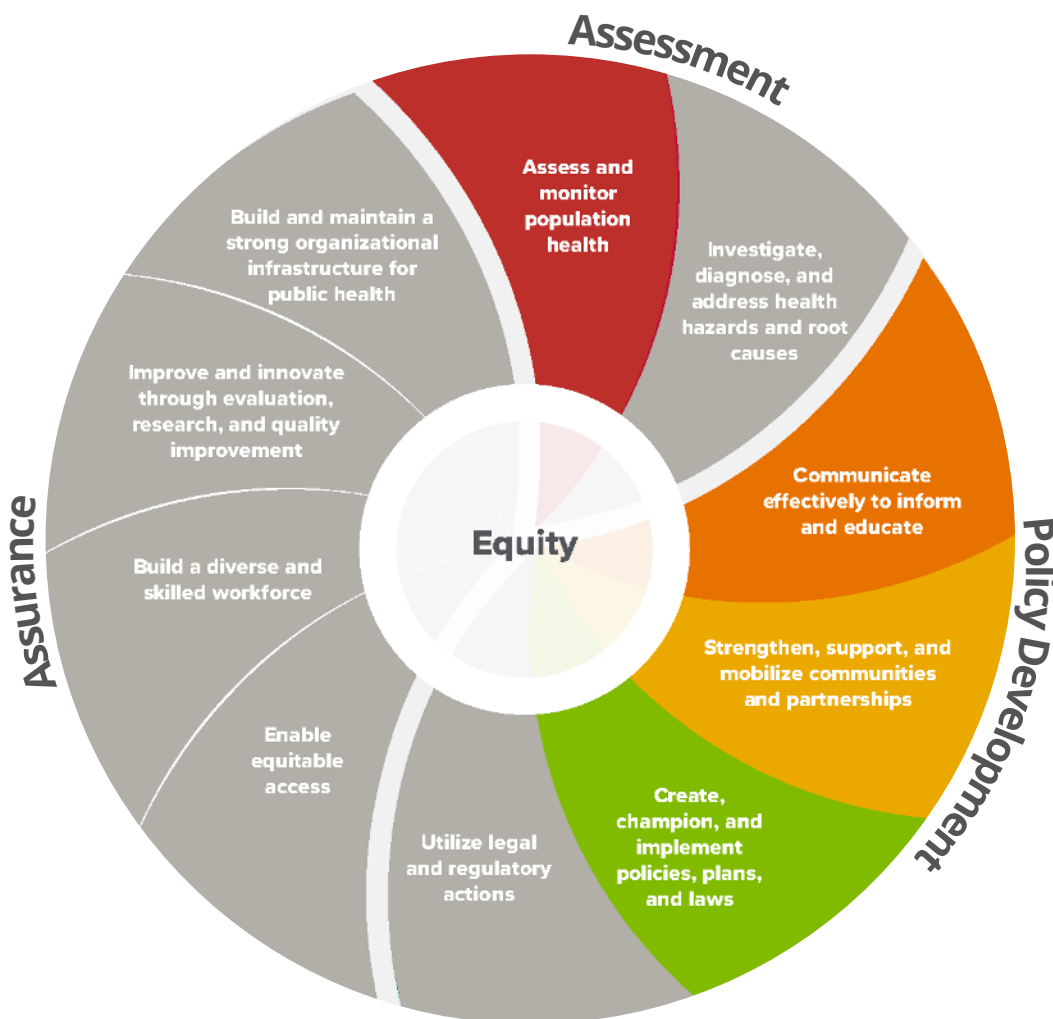 Assessment
Assess and
monitor
population
health
Investigate,
diagnose, and
address health
hazards and root
causes
Policy Development
Communicate
effectively to inform
and educate
Strengthen, support, and
mobilize communities
and partnerships
Create,
champion, and
implement
policies, plans,
and laws
Utilize legal
and regulatory
actions
Assurance
Enable
equitable
access
Build a diverse and
skilled workforce
Improve and innovate
through evaluation,
research, and quality
improvement
Build and maintain a
strong organizational
infrastructure for
public health
Equity